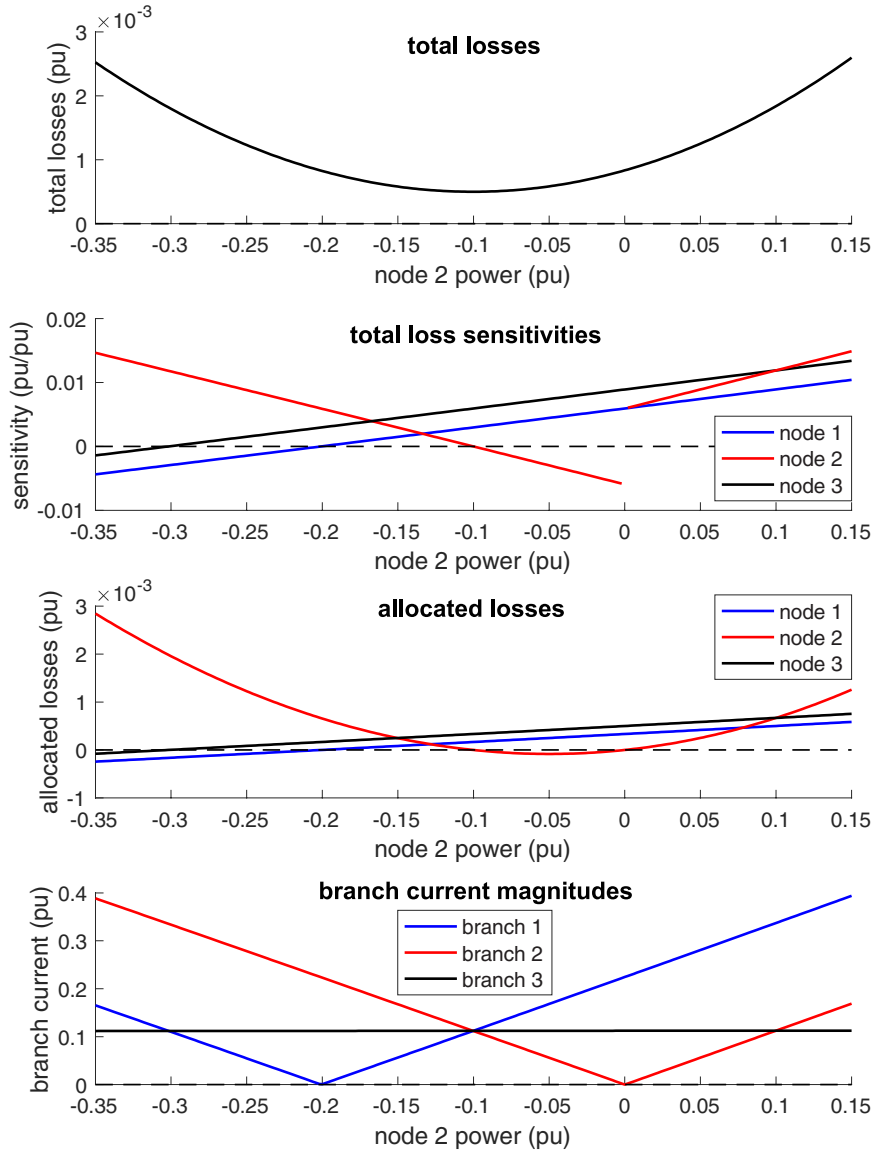 ×10⁻³
total losses
3
2
1
0
total losses (pu)
-0.35 -0.3 -0.25 -0.2 -0.15 -0.1 -0.05 0 0.05 0.1 0.15
node 2 power (pu)
total loss sensitivities
0.02
0.01
0
-0.01
sensitivity (pu/pu)
node 1
node 2
node 3
-0.35 -0.3 -0.25 -0.2 -0.15 -0.1 -0.05 0 0.05 0.1 0.15
node 2 power (pu)
×10⁻³
allocated losses
3
2
1
0
-1
allocated losses (pu)
node 1
node 2
node 3
-0.35 -0.3 -0.25 -0.2 -0.15 -0.1 -0.05 0 0.05 0.1 0.15
node 2 power (pu)
branch current magnitudes
0.4
0.3
0.2
0.1
0
branch current (pu)
branch 1
branch 2
branch 3
-0.35 -0.3 -0.25 -0.2 -0.15 -0.1 -0.05 0 0.05 0.1 0.15
node 2 power (pu)